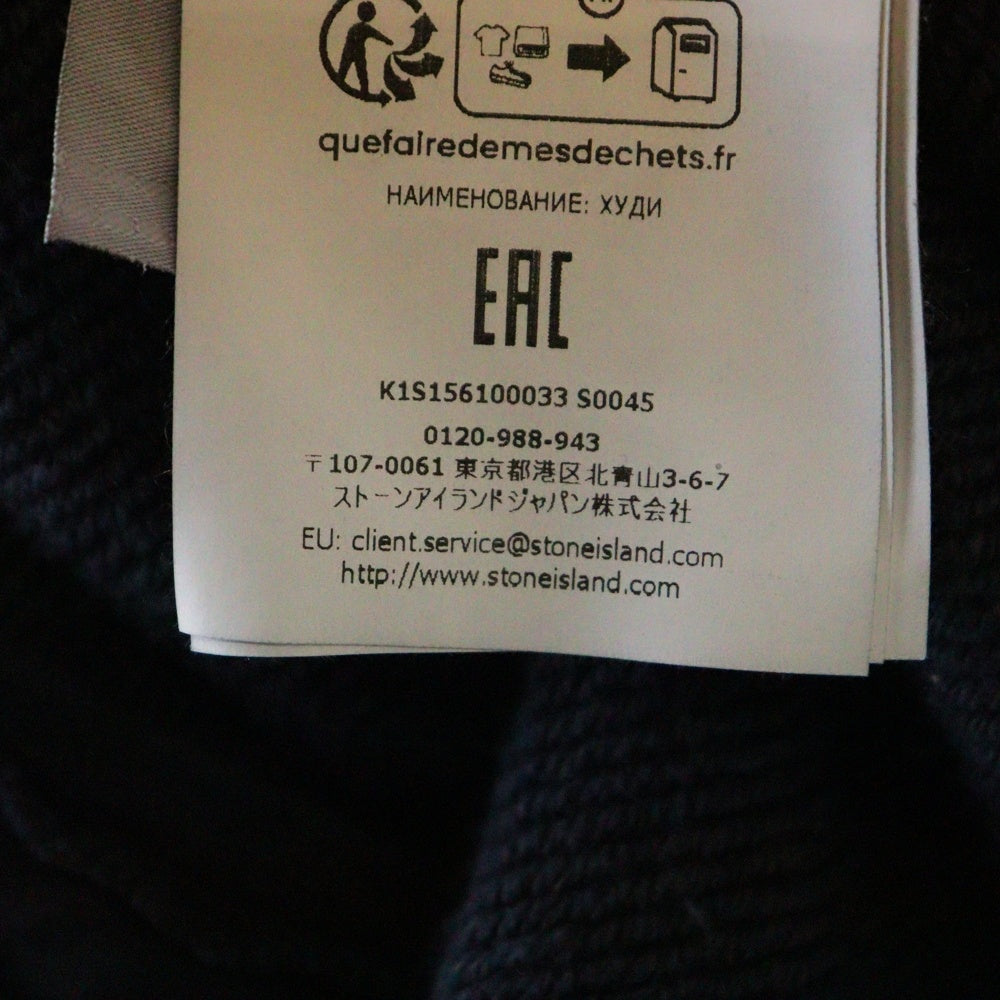 quefairedemesdechets.fr
НАИМЕНОВАНИЕ: ХУДИ
EAC
K1S156100033 S0045
0120-988-943
〒107-0061 東京都港区北青山3-6-7
ストーンアイランドジャパン株式会社
EU: client.service@stoneisland.com
http://www.stoneisland.com